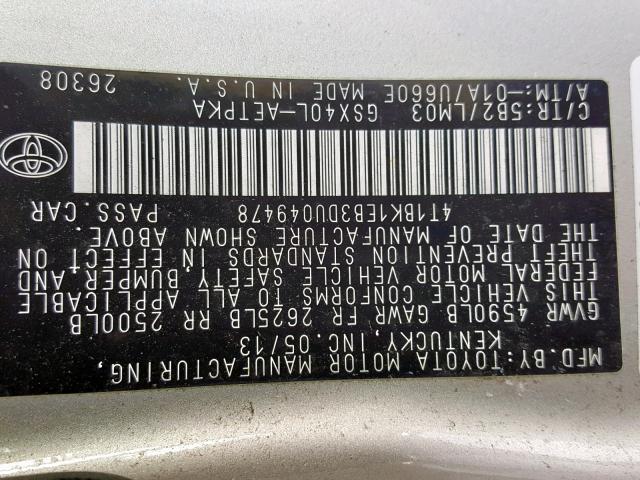 MFD.BY:TOYOTA MOTOR MANUFACTURING,
KENTUCKY, INC. 05/13
GVWR 4590LB GAWR FR 2625LB RR 2500LB
THIS VEHICLE CONFORMS TO ALL APPLICABLE
FEDERAL MOTOR VEHICLE SAFETY, BUMPER, AND
THEFT PREVENTION STANDARDS IN EFFECT ON
THE DATE OF MANUFACTURE SHOWN ABOVE.
4T1BK1EB3DU049478 PASS.CAR
C/TR:5B2/LM03 GSX40L-AETPKA
A/TM:-01A/U660E MADE IN U.S.A. 26308